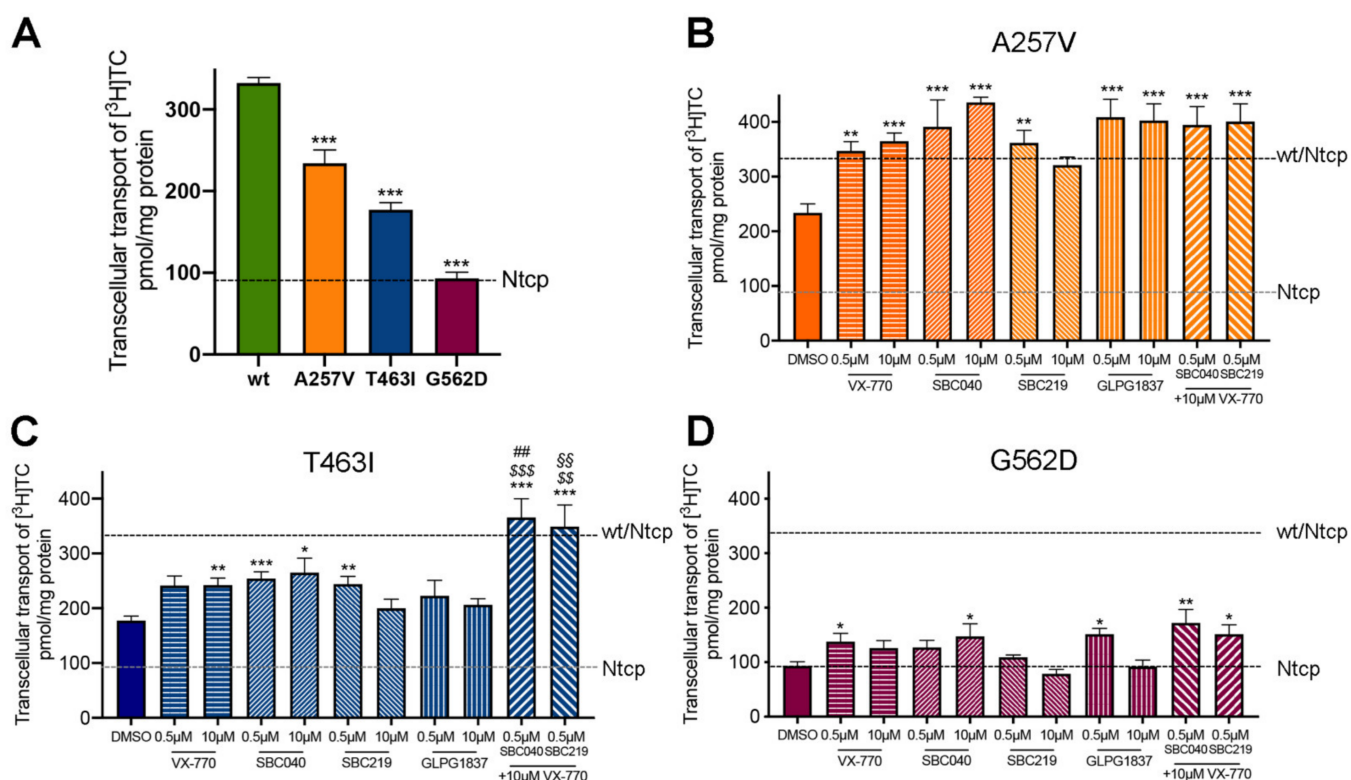 A
Transcellular transport of [³H]TC
pmol/mg protein
300
200
100
0
***
***
***
Ntcp
wt
A257V
T463I
G562D
B
A257V
Transcellular transport of [³H]TC
pmol/mg protein
400
300
200
100
0
**
***
***
***
**
***
***
***
***
wt/Ntcp
Ntcp
DMSO 0.5µM 10µM 0.5µM 10µM 0.5µM 10µM 0.5µM 10µM 0.5µM 0.5µM
SBC040 SBC219
VX-770 SBC040 SBC219 GLPG1837 +10µM VX-770
C
T463I
Transcellular transport of [³H]TC
pmol/mg protein
400
300
200
100
0
**
***
*
**
##
$$$
***
§§
$$
***
wt/Ntcp
Ntcp
DMSO 0.5µM 10µM 0.5µM 10µM 0.5µM 10µM 0.5µM 10µM 0.5µM 0.5µM
SBC040 SBC219
VX-770 SBC040 SBC219 GLPG1837 +10µM VX-770
D
G562D
Transcellular transport of [³H]TC
pmol/mg protein
400
300
200
100
0
*
*
*
**
*
wt/Ntcp
Ntcp
DMSO 0.5µM 10µM 0.5µM 10µM 0.5µM 10µM 0.5µM 10µM 0.5µM 0.5µM
SBC040 SBC219
VX-770 SBC040 SBC219 GLPG1837 +10µM VX-770